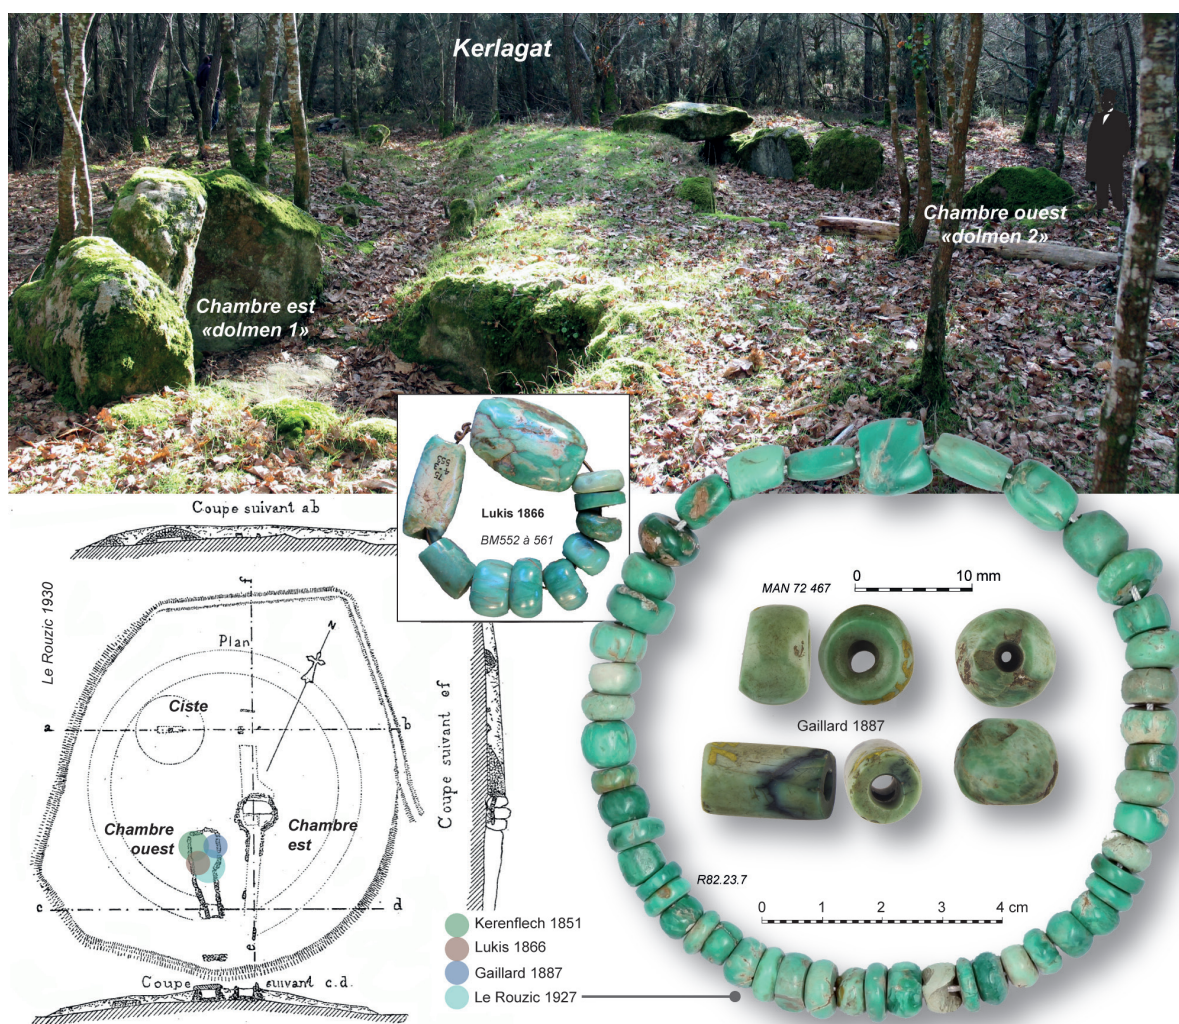 Kerlagat
Chambre ouest
«dolmen 2»
Chambre est
«dolmen 1»
Lukis 1866
BM552 à 561
Coupe suivant ab
Le Rouzic 1930
f
Plan
N
Ciste
a
b
Chambre
ouest
Chambre
est
c
d
e
Coupe suivant c.d.
Coupe suivant ef
MAN 72 467
0 10 mm
Gaillard 1887
R82.23.7
0 1 2 3 4 cm
Kerenflech 1851
Lukis 1866
Gaillard 1887
Le Rouzic 1927